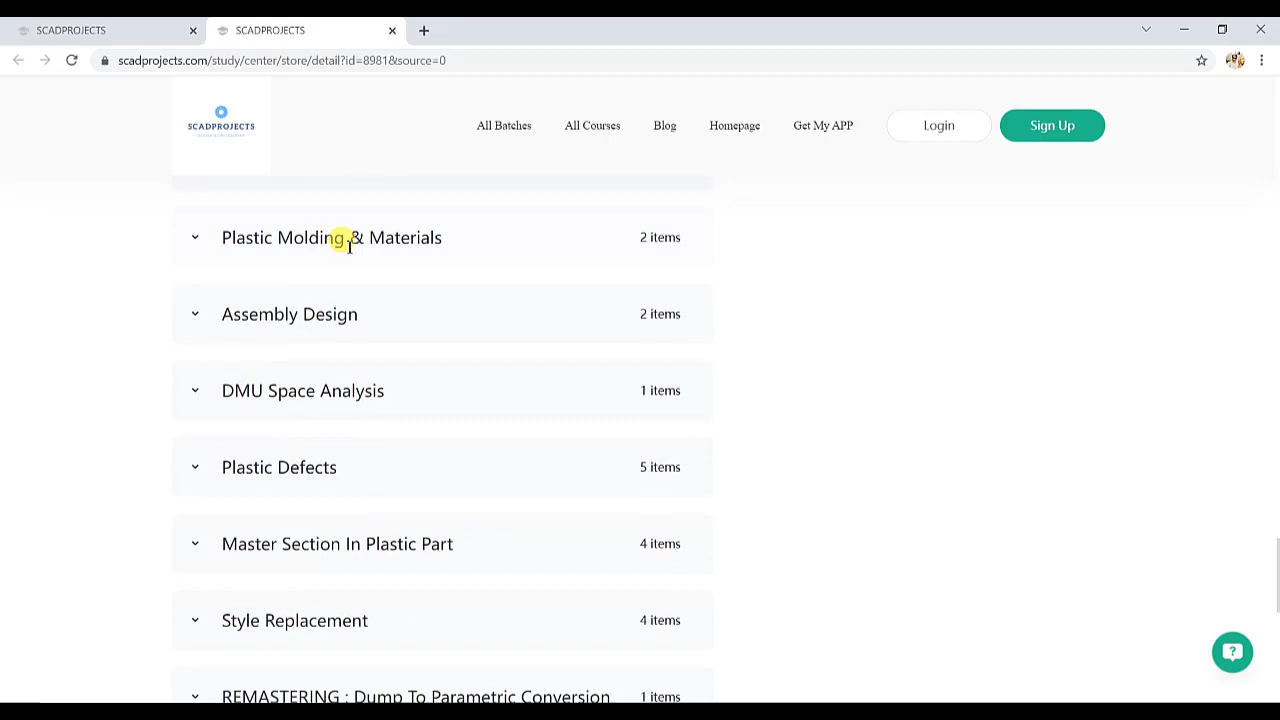 SCADPROJECTS
SCADPROJECTS
scadprojects.com/study/center/store/detail?id=8981&source=0
SCADPROJECTS
All Batches
All Courses
Blog
Homepage
Get My APP
Login
Sign Up
Plastic Molding & Materials 2 items
Assembly Design 2 items
DMU Space Analysis 1 items
Plastic Defects 5 items
Master Section In Plastic Part 4 items
Style Replacement 4 items
REMASTERING : Dump To Parametric Conversion 1 items